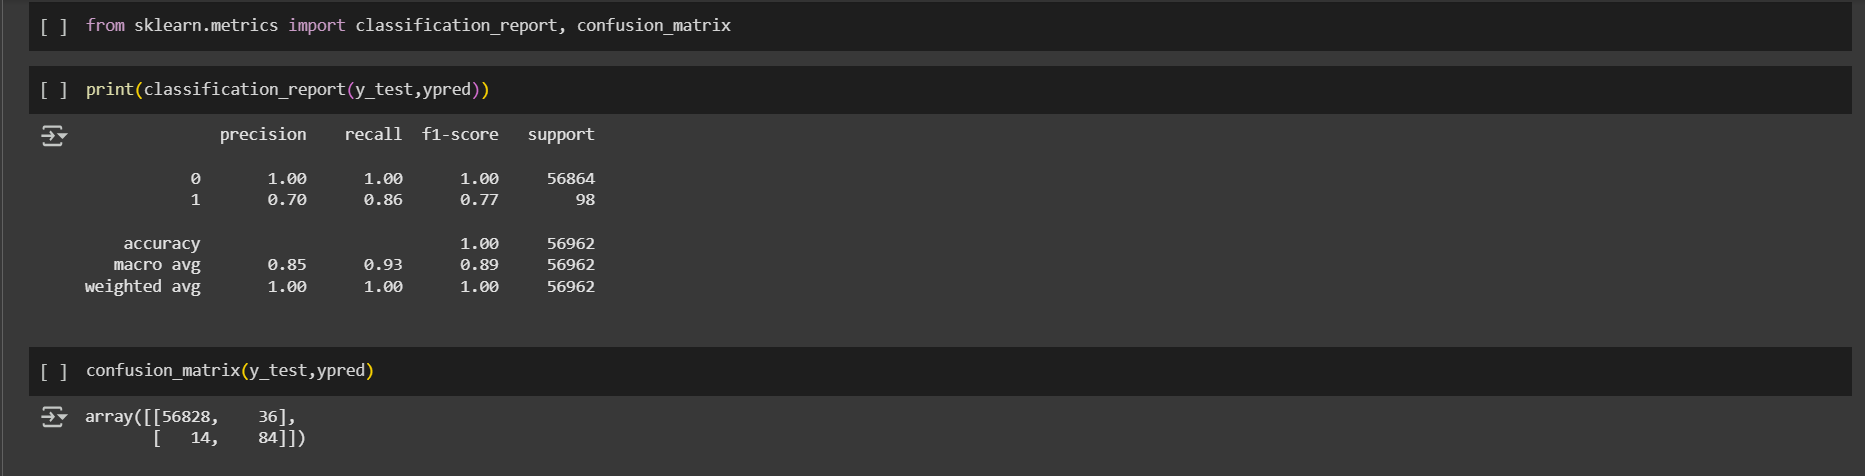 [ ] from sklearn.metrics import classification_report, confusion_matrix
[ ] print(classification_report(y_test,ypred))
precision recall f1-score support
0 1.00 1.00 1.00 56864
1 0.70 0.86 0.77 98
accuracy 1.00 56962
macro avg 0.85 0.93 0.89 56962
weighted avg 1.00 1.00 1.00 56962
[ ] confusion_matrix(y_test,ypred)
array([[56828, 36],
[ 14, 84]])